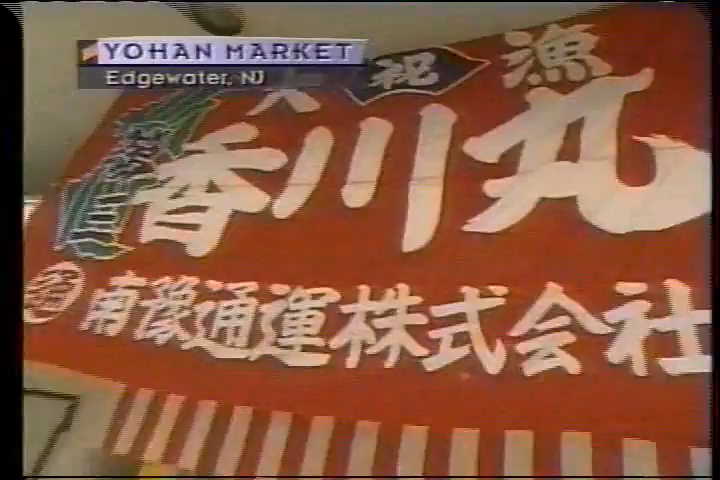 YOHAN MARKET
Edgewater, NJ
大 祝 漁
香川丸
南豫通運株式会社